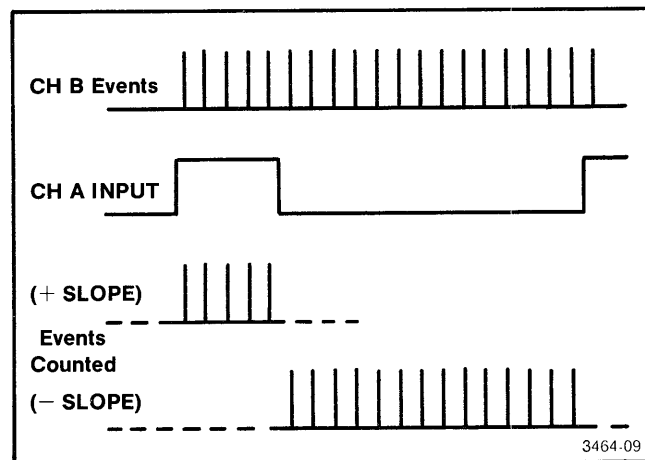 CH B Events
CH A INPUT
(+ SLOPE)
Events
Counted
(− SLOPE)
3464-09